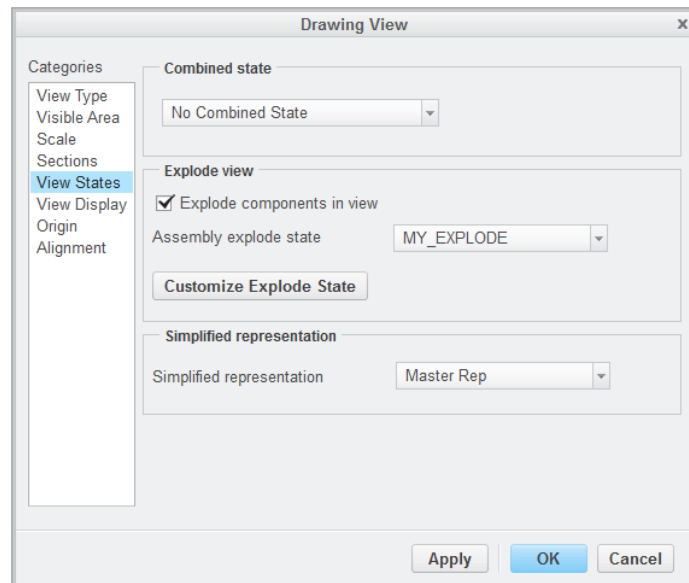 Drawing View x
Categories
View Type
Visible Area
Scale
Sections
View States
View Display
Origin
Alignment
Combined state
No Combined State
Explode view
Explode components in view
Assembly explode state MY_EXPLODE
Customize Explode State
Simplified representation
Simplified representation Master Rep
Apply OK Cancel